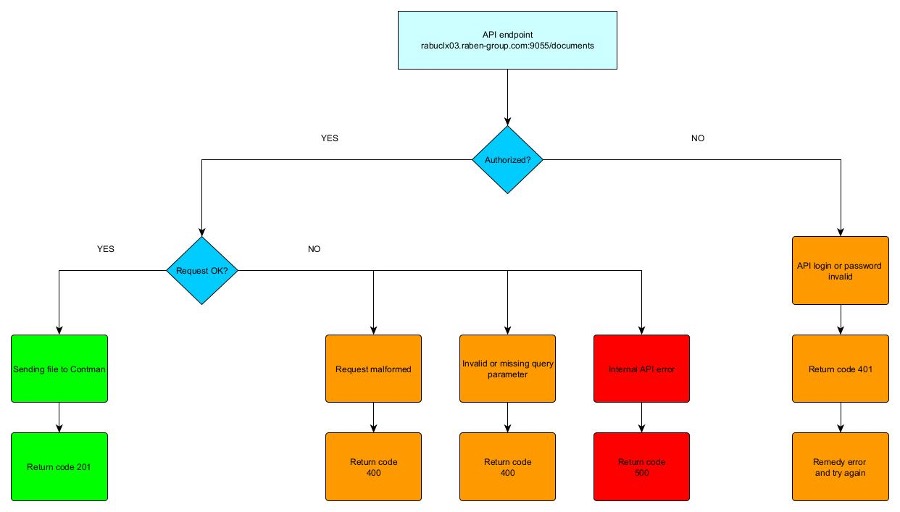 API endpoint
rabuclx03.raben-group.com:9055/documents
YES
NO
Authorized?
YES
NO
Request OK?
API login or password
invalid
Sending file to Contman
Request malformed
Invalid or missing query
parameter
Internal API error
Return code 401
Return code 201
Return code
400
Return code
400
Return code
500
Remedy error
and try again